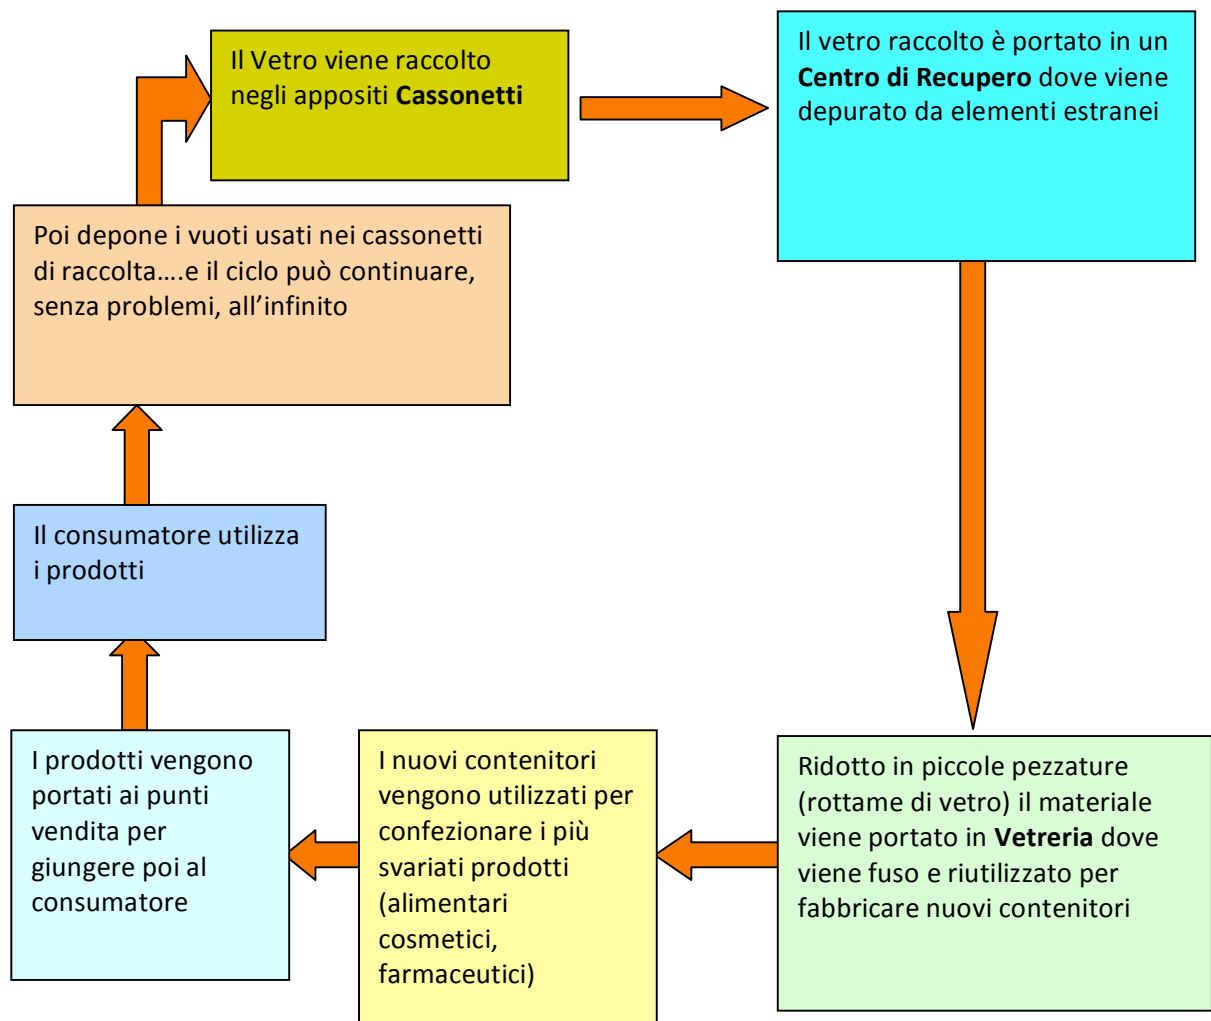 Il Vetro viene raccolto
negli appositi Cassonetti
Il vetro raccolto è portato in un
Centro di Recupero dove viene
depurato da elementi estranei
Ridotto in piccole pezzature
(rottame di vetro) il materiale
viene portato in Vetreria dove
viene fuso e riutilizzato per
fabbricare nuovi contenitori
I nuovi contenitori
vengono utilizzati per
confezionare i più
svariati prodotti
(alimentari
cosmetici,
farmaceutici)
I prodotti vengono
portati ai punti
vendita per
giungere poi al
consumatore
Il consumatore utilizza
i prodotti
Poi depone i vuoti usati nei cassonetti
di raccolta….e il ciclo può continuare,
senza problemi, all’infinito